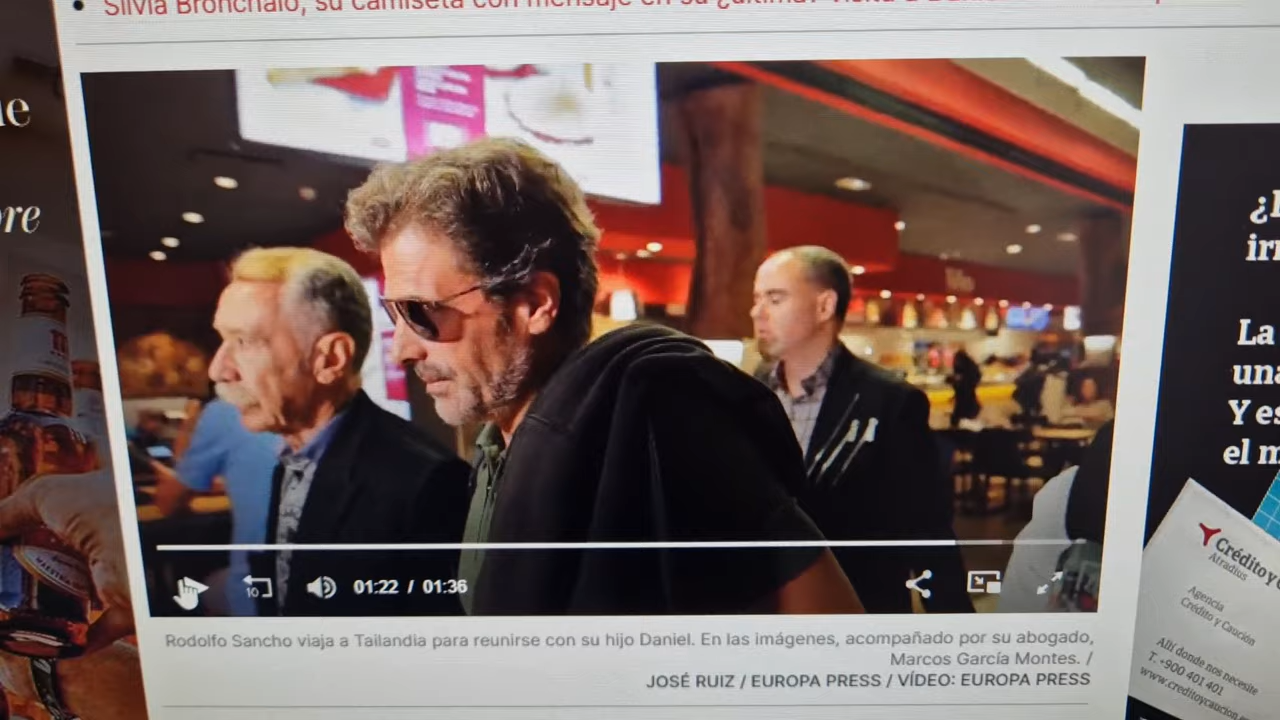 Silvia Bronchalo, su camiseta con mensaje en su ¿última? visita a
01:22 / 01:36
Rodolfo Sancho viaja a Tailandia para reunirse con su hijo Daniel. En las imágenes, acompañado por su abogado,
Marcos García Montes. /
JOSÉ RUIZ / EUROPA PRESS / VÍDEO: EUROPA PRESS
10
La
Y es
el m
Crédito y
Atradius
Agencia
Crédito y Caución
Allí donde nos necesite
T. +900 401 401
www.creditoycaucion.